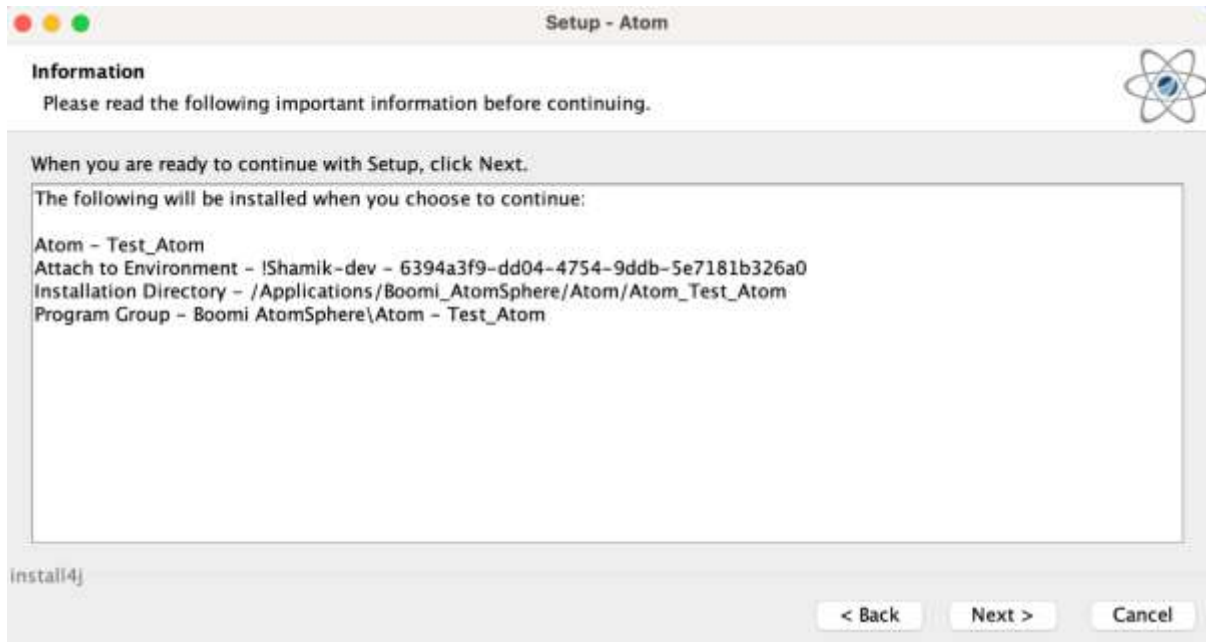 Setup - Atom
Information
Please read the following important information before continuing.
When you are ready to continue with Setup, click Next.
The following will be installed when you choose to continue:
Atom – Test_Atom
Attach to Environment – !Shamik-dev – 6394a3f9-dd04-4754-9ddb-5e7181b326a0
Installation Directory – /Applications/Boomi_AtomSphere/Atom/Atom_Test_Atom
Program Group – Boomi AtomSphere\Atom – Test_Atom
install4j
< Back Next > Cancel